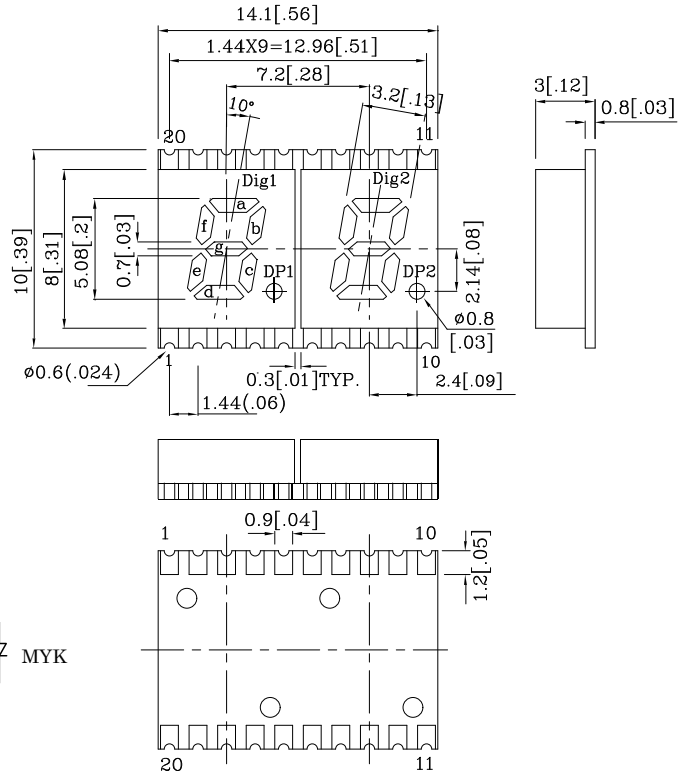 14.1[.56]
1.44X9=12.96[.51]
7.2[.28]
10°
3.2[.13]
3[.12]
0.8[.03]
20
11
Dig1
Dig2
a
b
f
g
e
c
d
DP1
DP2
10[.39]
8[.31]
5.08[.2]
0.7[.03]
2.14[.08]
ø0.8
[.03]
1
10
ø0.6(.024)
0.3[.01]TYP.
2.4[.09]
1.44(.06)
0.9[.04]
1
10
1.2[.05]
MYK
20
11